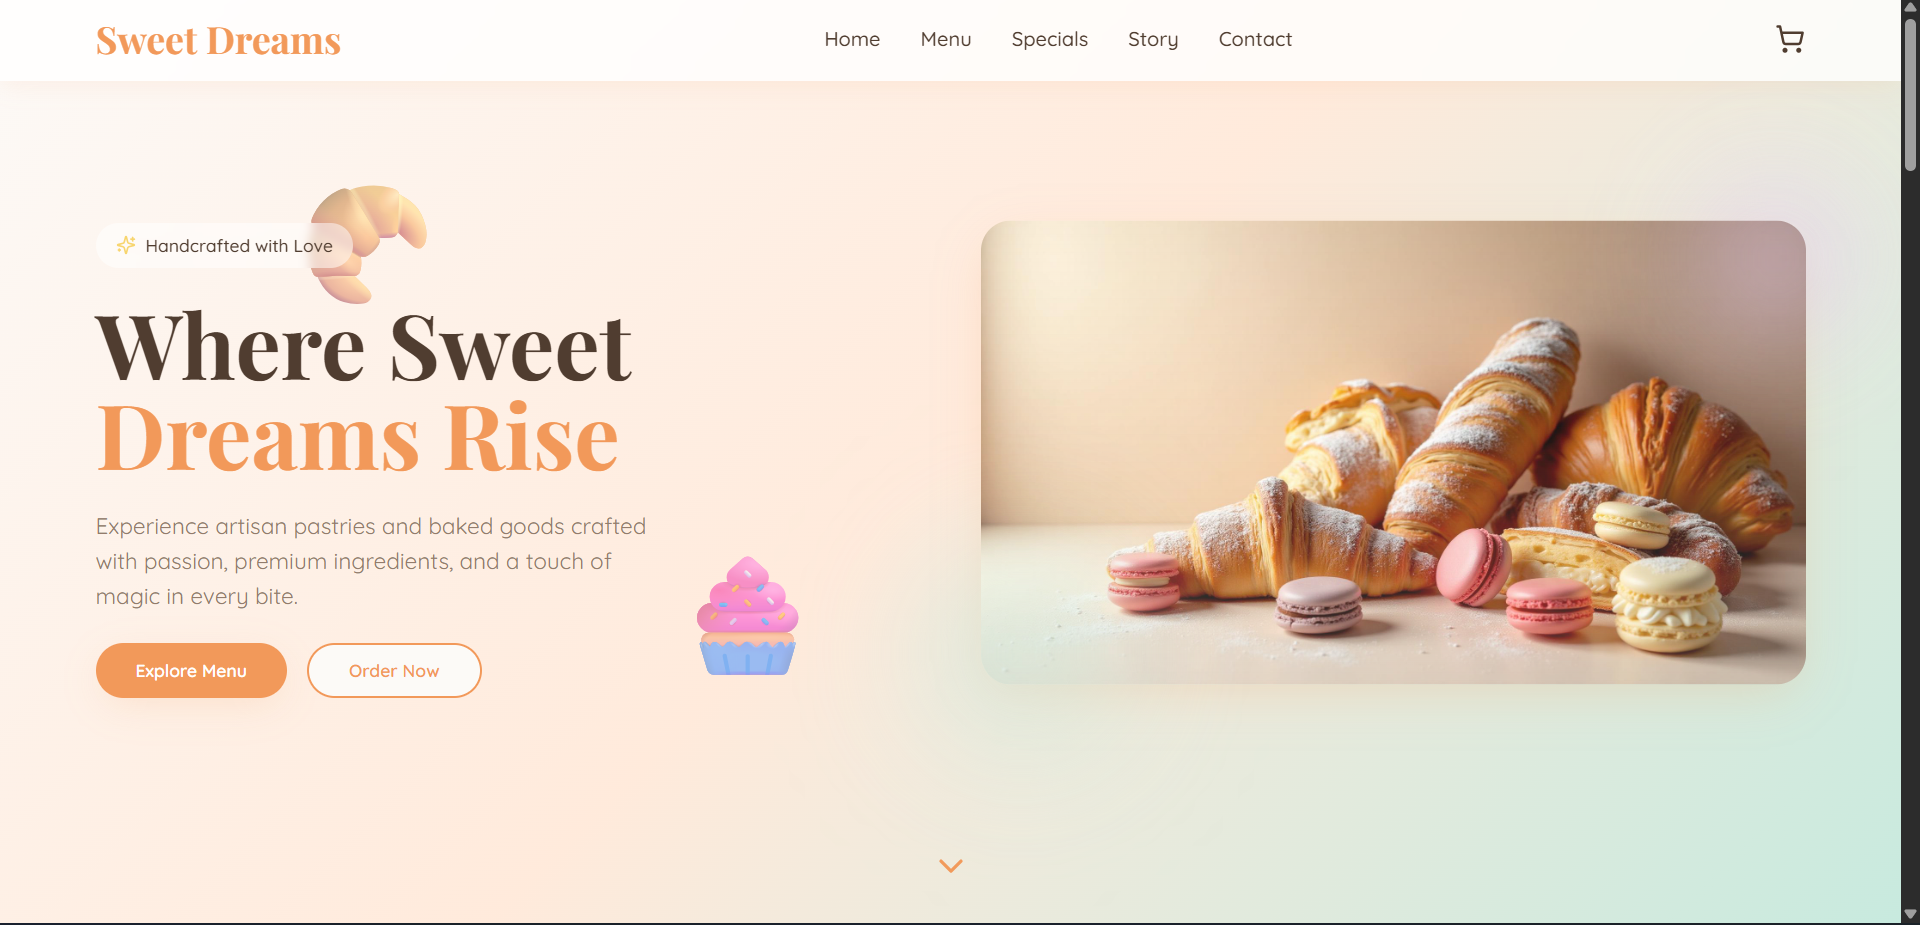 Sweet Dreams
Home Menu Specials Story Contact
Handcrafted with Love
Where Sweet
Dreams Rise
Experience artisan pastries and baked goods crafted
with passion, premium ingredients, and a touch of
magic in every bite.
Explore Menu Order Now